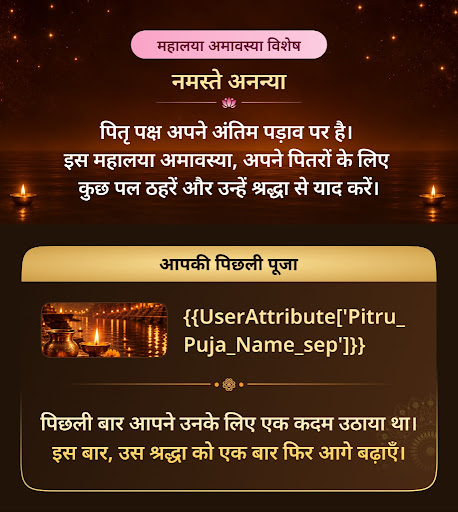 महालया अमावस्या विशेष
नमस्ते अनन्या
पितृ पक्ष अपने अंतिम पड़ाव पर है।
इस महालया अमावस्या, अपने पितरों के लिए
कुछ पल ठहरें और उन्हें श्रद्धा से याद करें।
आपकी पिछली पूजा
{{UserAttribute['Pitru_
Puja_Name_sep']}}
पिछली बार आपने उनके लिए एक कदम उठाया था।
इस बार, उस श्रद्धा को एक बार फिर आगे बढ़ाएँ।